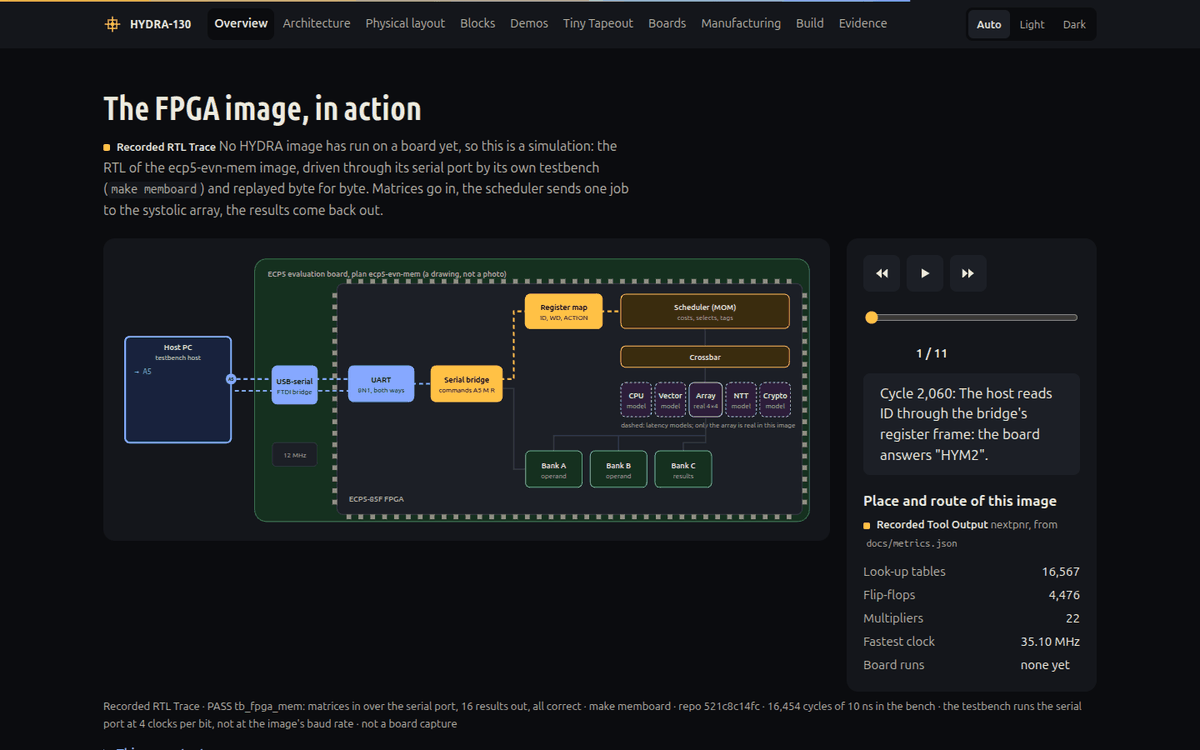 HYDRA-130
Overview
Architecture
Physical layout
Blocks
Demos
Tiny Tapeout
Boards
Manufacturing
Build
Evidence
Auto
Light
Dark
The FPGA image, in action
Recorded RTL Trace No HYDRA image has run on a board yet, so this is a simulation: the
RTL of the ecp5-evn-mem image, driven through its serial port by its own testbench
( make memboard ) and replayed byte for byte. Matrices go in, the scheduler sends one job
to the systolic array, the results come back out.
ECP5 evaluation board, plan ecp5-evn-mem (a drawing, not a photo)
Host PC
testbench host
→ A5
USB-serial
FTDI bridge
12 MHz
UART
8N1, both ways
Serial bridge
commands A5 M R
Register map
ID, WD, ACTION
Scheduler (MOM)
costs, selects, tags
Crossbar
CPU
model
Vector
model
Array
real 4×4
NTT
model
Crypto
model
dashed: latency models; only the array is real in this image
Bank A
operand
Bank B
operand
Bank C
results
ECP5-85F FPGA
1 / 11
Cycle 2,060: The host reads
ID through the bridge's
register frame: the board
answers "HYM2".
Place and route of this image
Recorded Tool Output nextpnr, from
docs/metrics.json
Look-up tables 16,567
Flip-flops 4,476
Multipliers 22
Fastest clock 35.10 MHz
Board runs none yet
Recorded RTL Trace · PASS tb_fpga_mem: matrices in over the serial port, 16 results out, all correct · make memboard · repo 521c8c14fc · 16,454 cycles of 10 ns in the bench · the testbench runs the serial
port at 4 clocks per bit, not at the image's baud rate · not a board capture